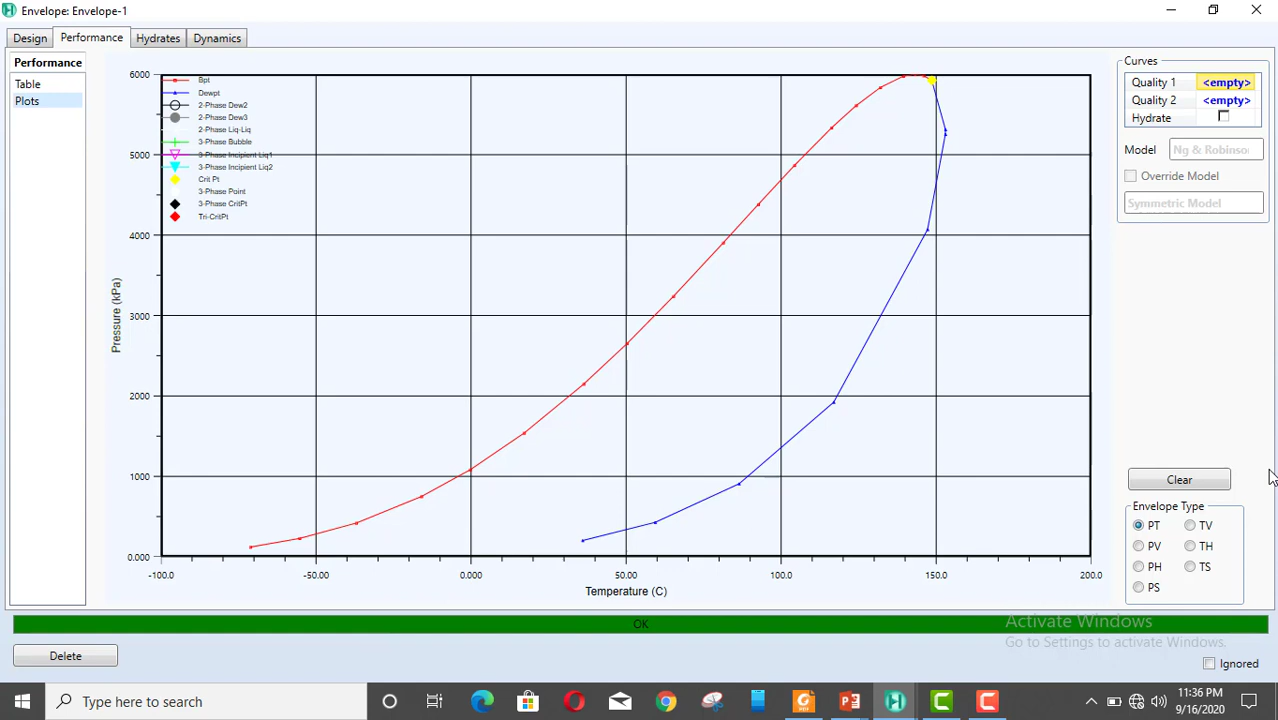 Envelope: Envelope-1
Design Performance Hydrates Dynamics
Performance
Table
Plots
Bpt
Dewpt
2-Phase Dew2
2-Phase Dew3
2-Phase Liq-Liq
3-Phase Bubble
3-Phase Incipient Liq1
3-Phase Incipient Liq2
Crit Pt
3-Phase Point
3-Phase CritPt
Tri-CritPt
6000
5000
4000
3000
2000
1000
0.000
Pressure (kPa)
-100.0 -50.00 0.000 50.00 100.0 150.0 200.0
Temperature (C)
Curves
Quality 1 <empty>
Quality 2 <empty>
Hydrate
Model Ng & Robinso
Override Model
Symmetric Model
Clear
Envelope Type
PT TV
PV TH
PH TS
PS
OK
Activate Windows
Go to Settings to activate Windows.
Delete
Ignored
Type here to search
PDF
11:36 PM
9/16/2020